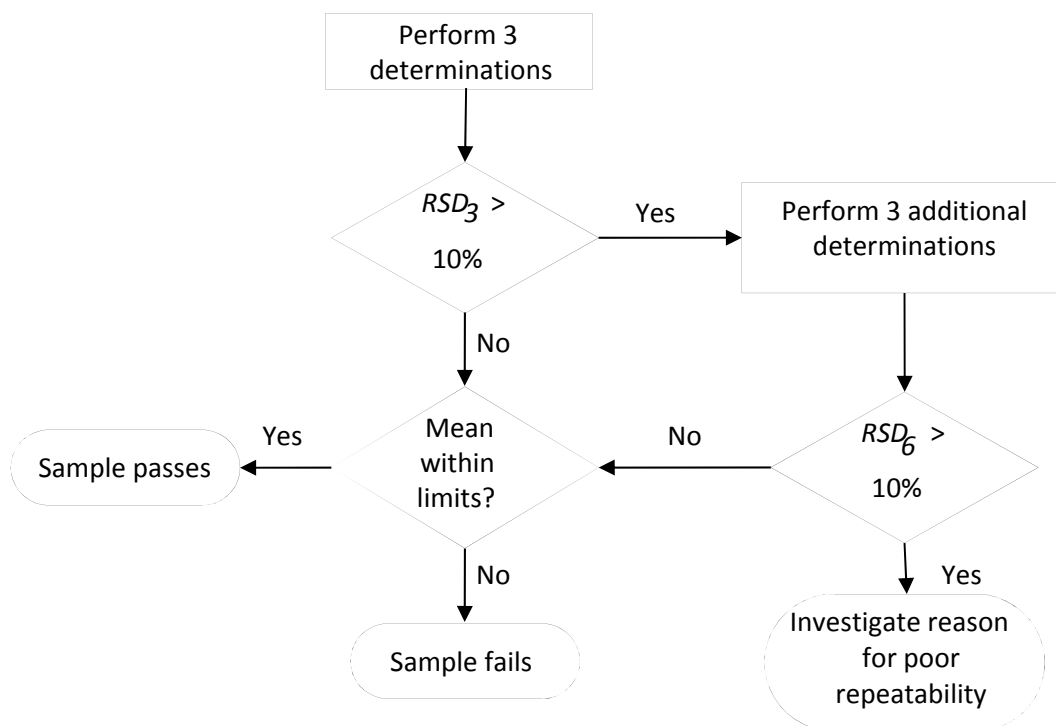 Perform 3
determinations
RSD3 >
10%
Yes
Perform 3 additional
determinations
No
Mean
within
limits?
Yes
Sample passes
No
RSD6 >
10%
No
Sample fails
Yes
Investigate reason
for poor
repeatability